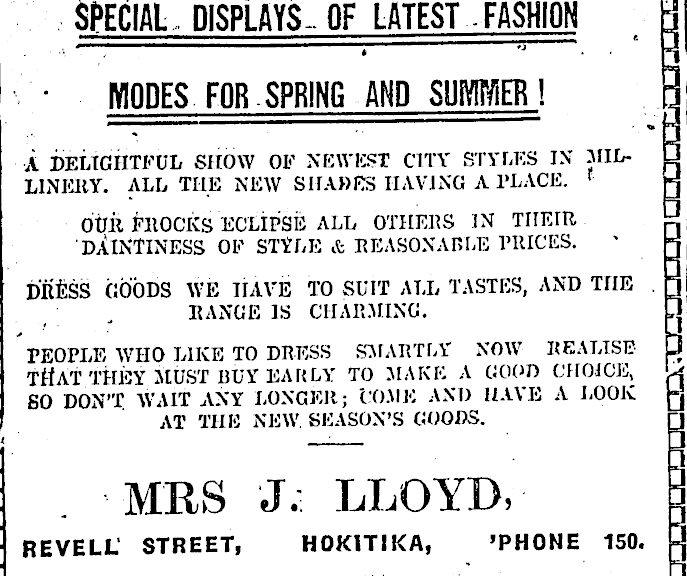 SPECIAL DISPLAYS OF LATEST FASHION
MODES FOR SPRING AND SUMMER!
A DELIGHTFUL SHOW OF NEWEST CITY STYLES IN MIL-
LINERY. ALL THE NEW SHADES HAVING A PLACE.
OUR FROCKS ECLIPSE ALL OTHERS IN THEIR
DAINTINESS OF STYLE & REASONABLE PRICES.
DRESS GOODS WE HAVE TO SUIT ALL TASTES, AND THE
RANGE IS CHARMING.
PEOPLE WHO LIKE TO DRESS SMARTLY NOW REALISE
THAT THEY MUST BUY EARLY TO MAKE A GOOD CHOICE,
SO DON'T WAIT ANY LONGER; COME AND HAVE A LOOK
AT THE NEW SEASON'S GOODS.
MRS J. LLOYD,
REVELL STREET, HOKITIKA, 'PHONE 150.